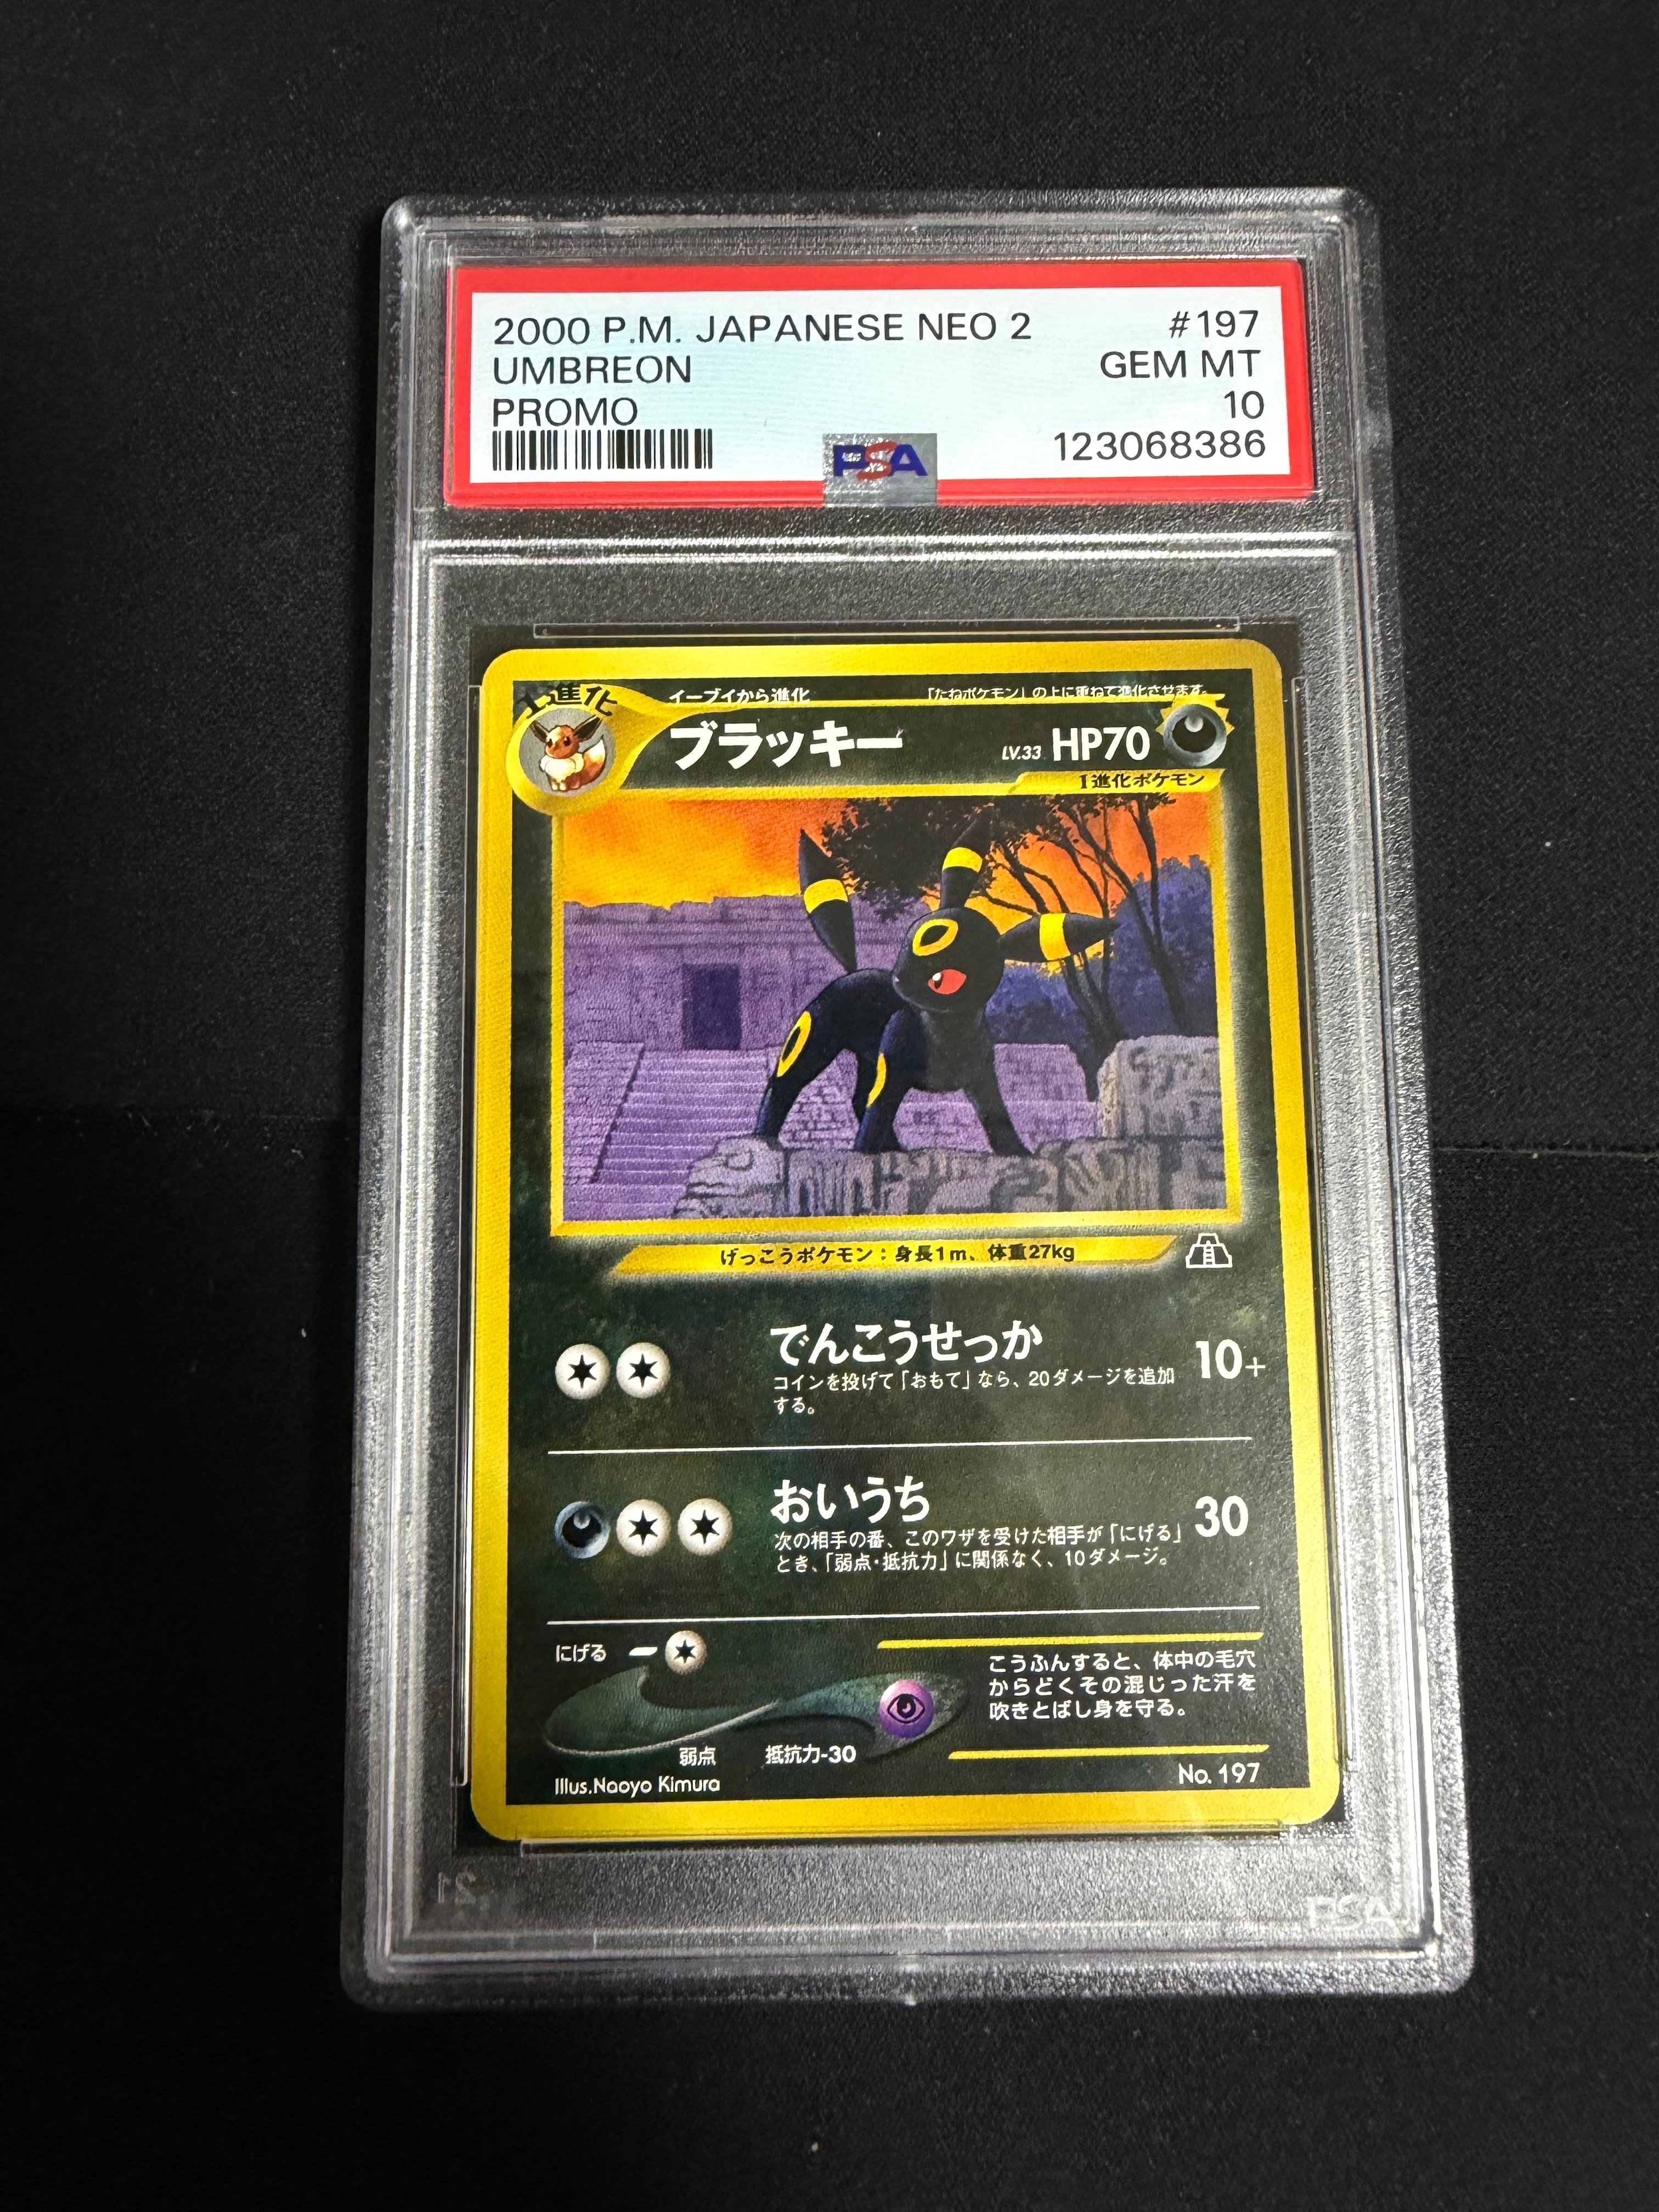 2000 P.M. JAPANESE NEO 2 #197
UMBREON GEM MT
PROMO 10
PSA 123068386
1進化
イーブイから進化 「たねポケモン」の上に重ねて進化させます。
ブラッキー LV.33 HP70
1進化ポケモン
げっこうポケモン：身長1m、体重27kg
でんこうせっか 10+
コインを投げて「おもて」なら、20ダメージを追加
する。
おいうち 30
次の相手の番、このワザを受けた相手が「にげる」
とき、「弱点・抵抗力」に関係なく、10ダメージ。
にげる
こうふんすると、体中の毛穴
からどくその混じった汗を
吹きとばし身を守る。
弱点 抵抗力-30
Illus.Naoyo Kimura No. 197
21 PSA